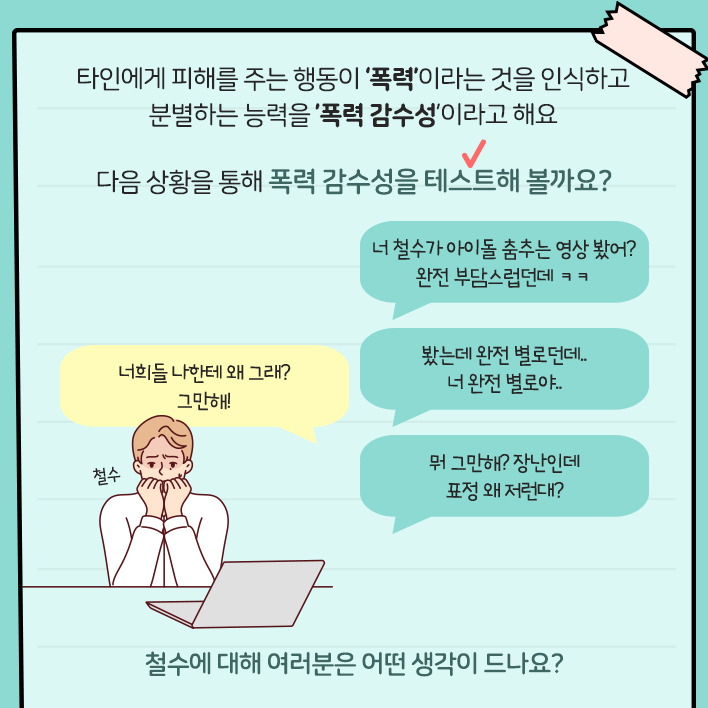 타인에게 피해를 주는 행동이 ‘폭력’이라는 것을 인식하고
분별하는 능력을 ’폭력 감수성’이라고 해요
다음 상황을 통해 폭력 감수성을 테스트해 볼까요?
너 철수가 아이돌 춤추는 영상 봤어?
완전 부담스럽던데 ㅋㅋ
봤는데 완전 별로던데..
너 완전 별로야..
너희들 나한테 왜 그래?
그만해!
뭐 그만해? 장난인데
표정 왜 저런대?
철수
철수에 대해 여러분은 어떤 생각이 드나요?